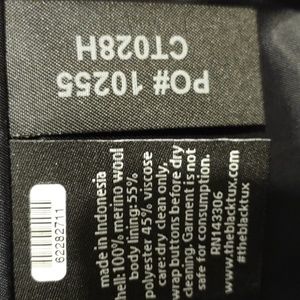 PO# 10255
CT028H
made in Indonesia
shell:100% merino wool
body lining: 55%
polyester 45% viscose
care:dry clean only,
wrap buttons before dry
cleaning.Garment is not
safe for consumption.
RN143306
www.theblacktux.com
#theblacktux
62282711